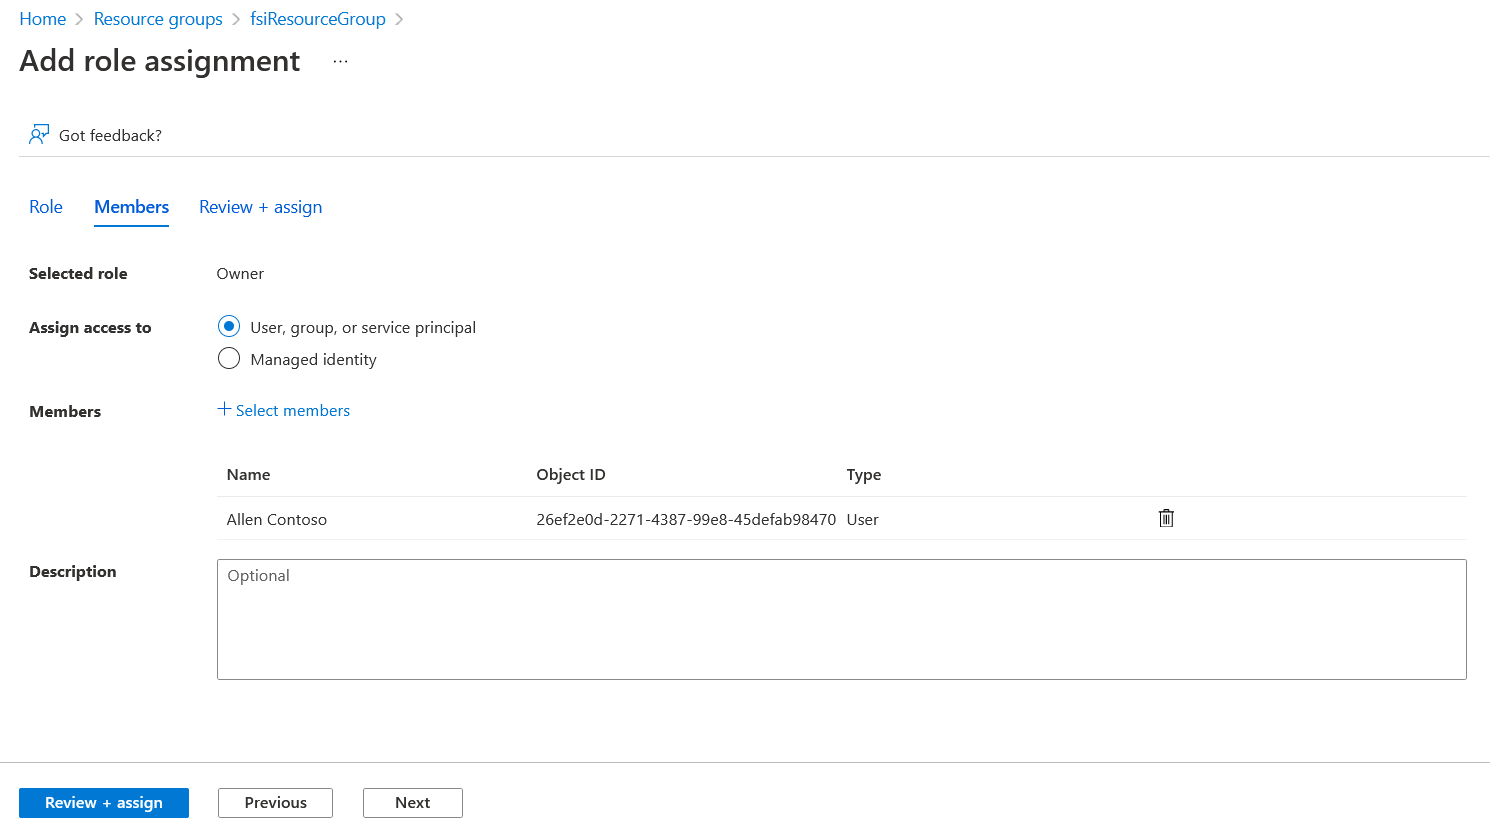 Home > Resource groups > fsiResourceGroup >
Add role assignment ...
Got feedback?
Role Members Review + assign
Selected role Owner
Assign access to User, group, or service principal
Managed identity
Members + Select members
Name Object ID Type
Allen Contoso 26ef2e0d-2271-4387-99e8-45defab98470 User
Description Optional
Review + assign Previous Next